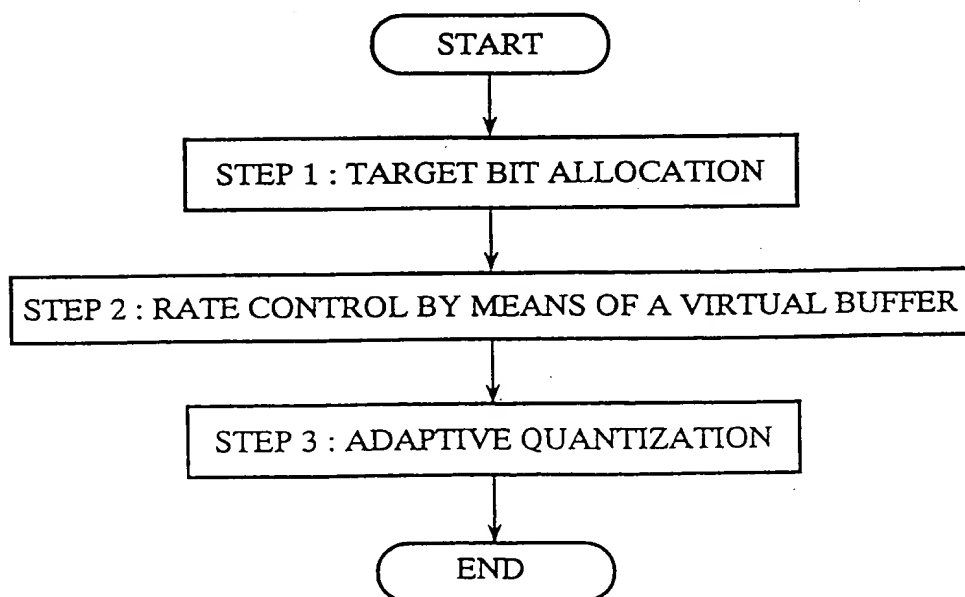 START
STEP 1 : TARGET BIT ALLOCATION
STEP 2 : RATE CONTROL BY MEANS OF A VIRTUAL BUFFER
STEP 3 : ADAPTIVE QUANTIZATION
END